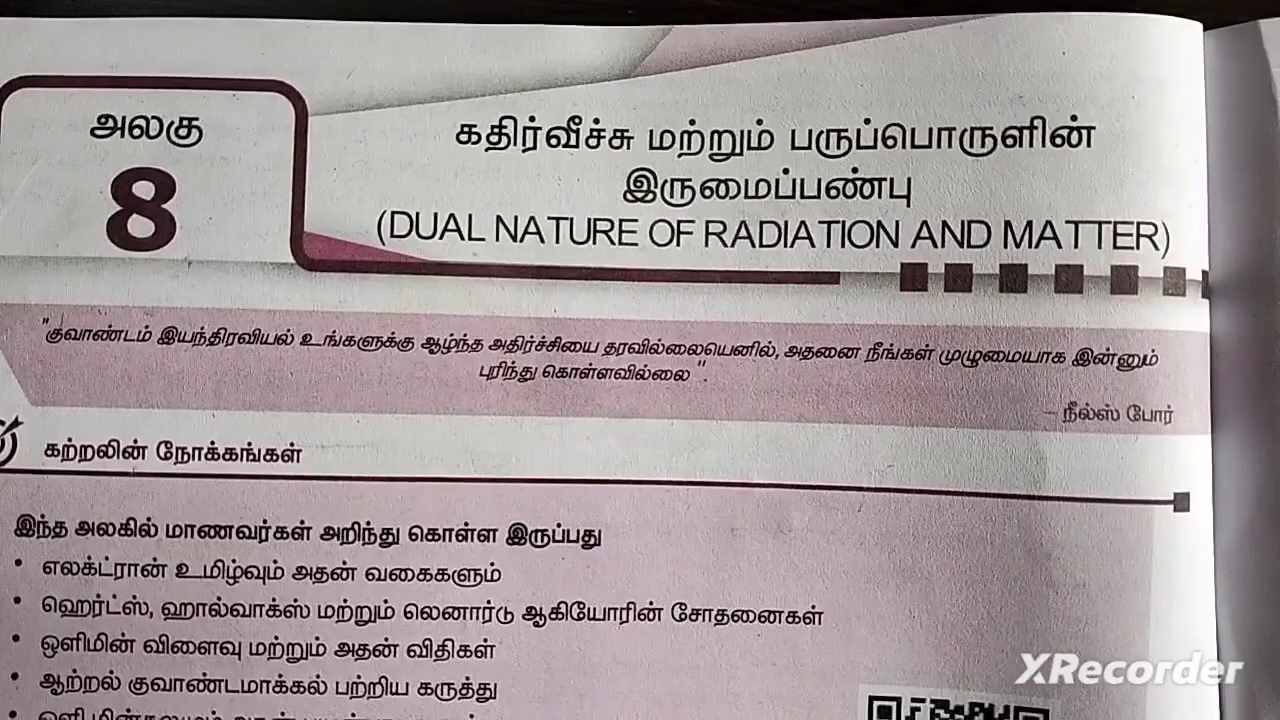 அலகு
8
கதிர்வீச்சு மற்றும் பருப்பொருளின்
இருமைப்பண்பு
(DUAL NATURE OF RADIATION AND MATTER)
"குவாண்டம் இயந்திரவியல் உங்களுக்கு ஆழ்ந்த அதிர்ச்சியை தரவில்லையெனில், அதனை நீங்கள் முழுமையாக இன்னும்
புரிந்து கொள்ளவில்லை".
– நீல்ஸ் போர்
கற்றலின் நோக்கங்கள்
இந்த அலகில் மாணவர்கள் அறிந்து கொள்ள இருப்பது
• எலக்ட்ரான் உமிழ்வும் அதன் வகைகளும்
• ஹெர்ட்ஸ், ஹால்வாக்ஸ் மற்றும் லெனார்டு ஆகியோரின் சோதனைகள்
• ஒளிமின் விளைவு மற்றும் அதன் விதிகள்
• ஆற்றல் குவாண்டமாக்கல் பற்றிய கருத்து
XRecorder